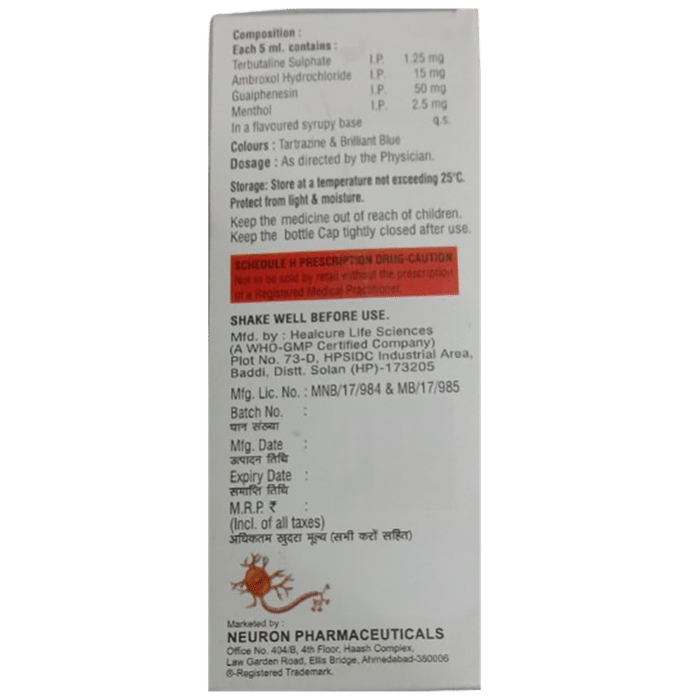 Composition :
Each 5 ml. contains :
Terbutaline Sulphate I.P. 1.25 mg
Ambroxol Hydrochloride I.P. 15 mg
Guaiphenesin I.P. 50 mg
Menthol I.P. 2.5 mg
In a flavoured syrupy base q.s.
Colours : Tartrazine & Brilliant Blue
Dosage : As directed by the Physician.
Storage: Store at a temperature not exceeding 25°C.
Protect from light & moisture.
Keep the medicine out of reach of children.
Keep the bottle Cap tightly closed after use.
SCHEDULE H PRESCRIPTION DRUG-CAUTION
Not to be sold by retail without the prescription
of a Registered Medical Practitioner.
SHAKE WELL BEFORE USE.
Mfd. by : Healcure Life Sciences
(A WHO-GMP Certified Company)
Plot No. 73-D, HPSIDC Industrial Area,
Baddi, Distt. Solan (HP)-173205
Mfg. Lic. No. : MNB/17/984 & MB/17/985
Batch No. :
घान संख्या
Mfg. Date :
उत्पादन तिथि
Expiry Date :
समाप्ति तिथि
M.R.P. ₹ :
(Incl. of all taxes)
अधिकतम खुदरा मूल्य (सभी करों सहित)
Marketed by :
NEURON PHARMACEUTICALS
Office No. 404/B, 4th Floor, Haash Complex,
Law Garden Road, Ellis Bridge, Ahmedabad-380006
®-Registered Trademark.